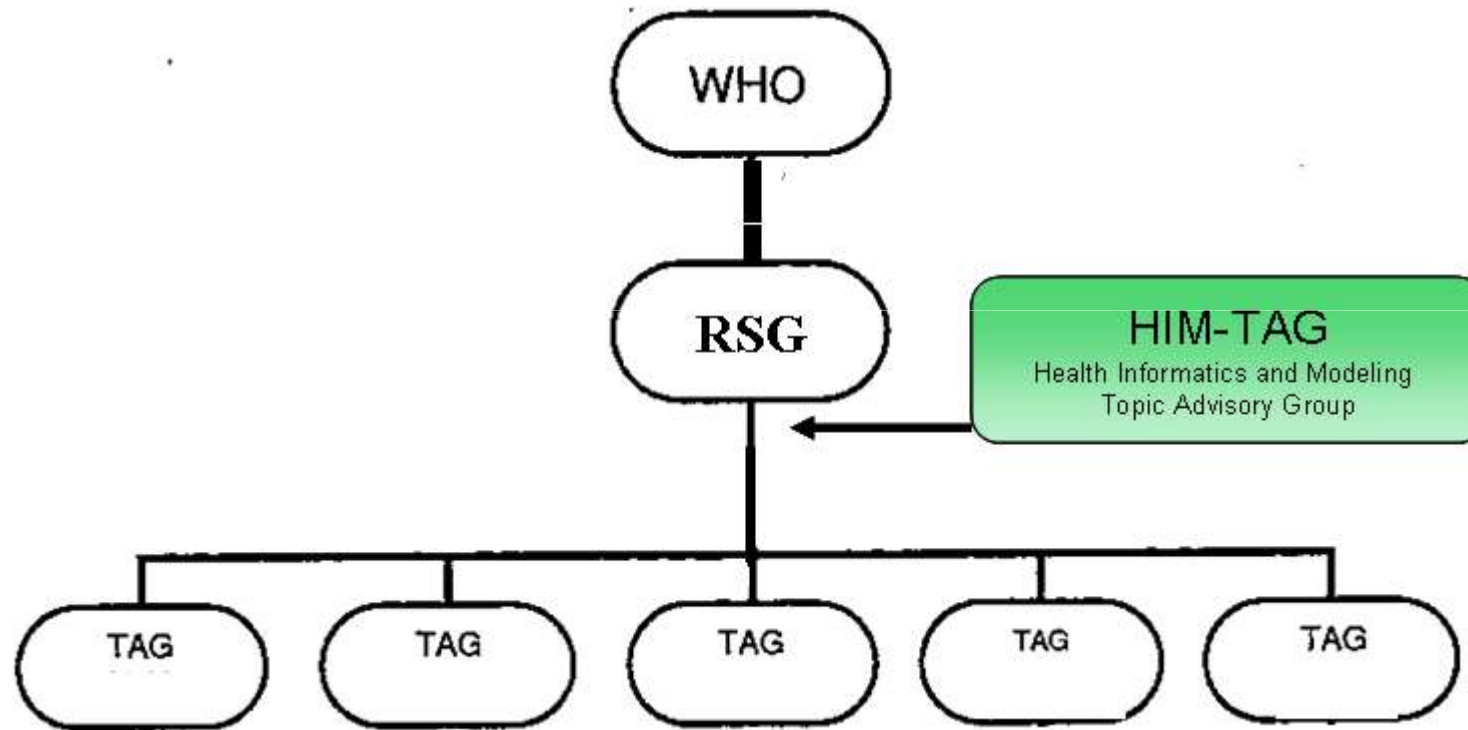 WHO
RSG
HIM-TAG
Health Informatics and Modeling
Topic Advisory Group
TAG
TAG
TAG
TAG
TAG